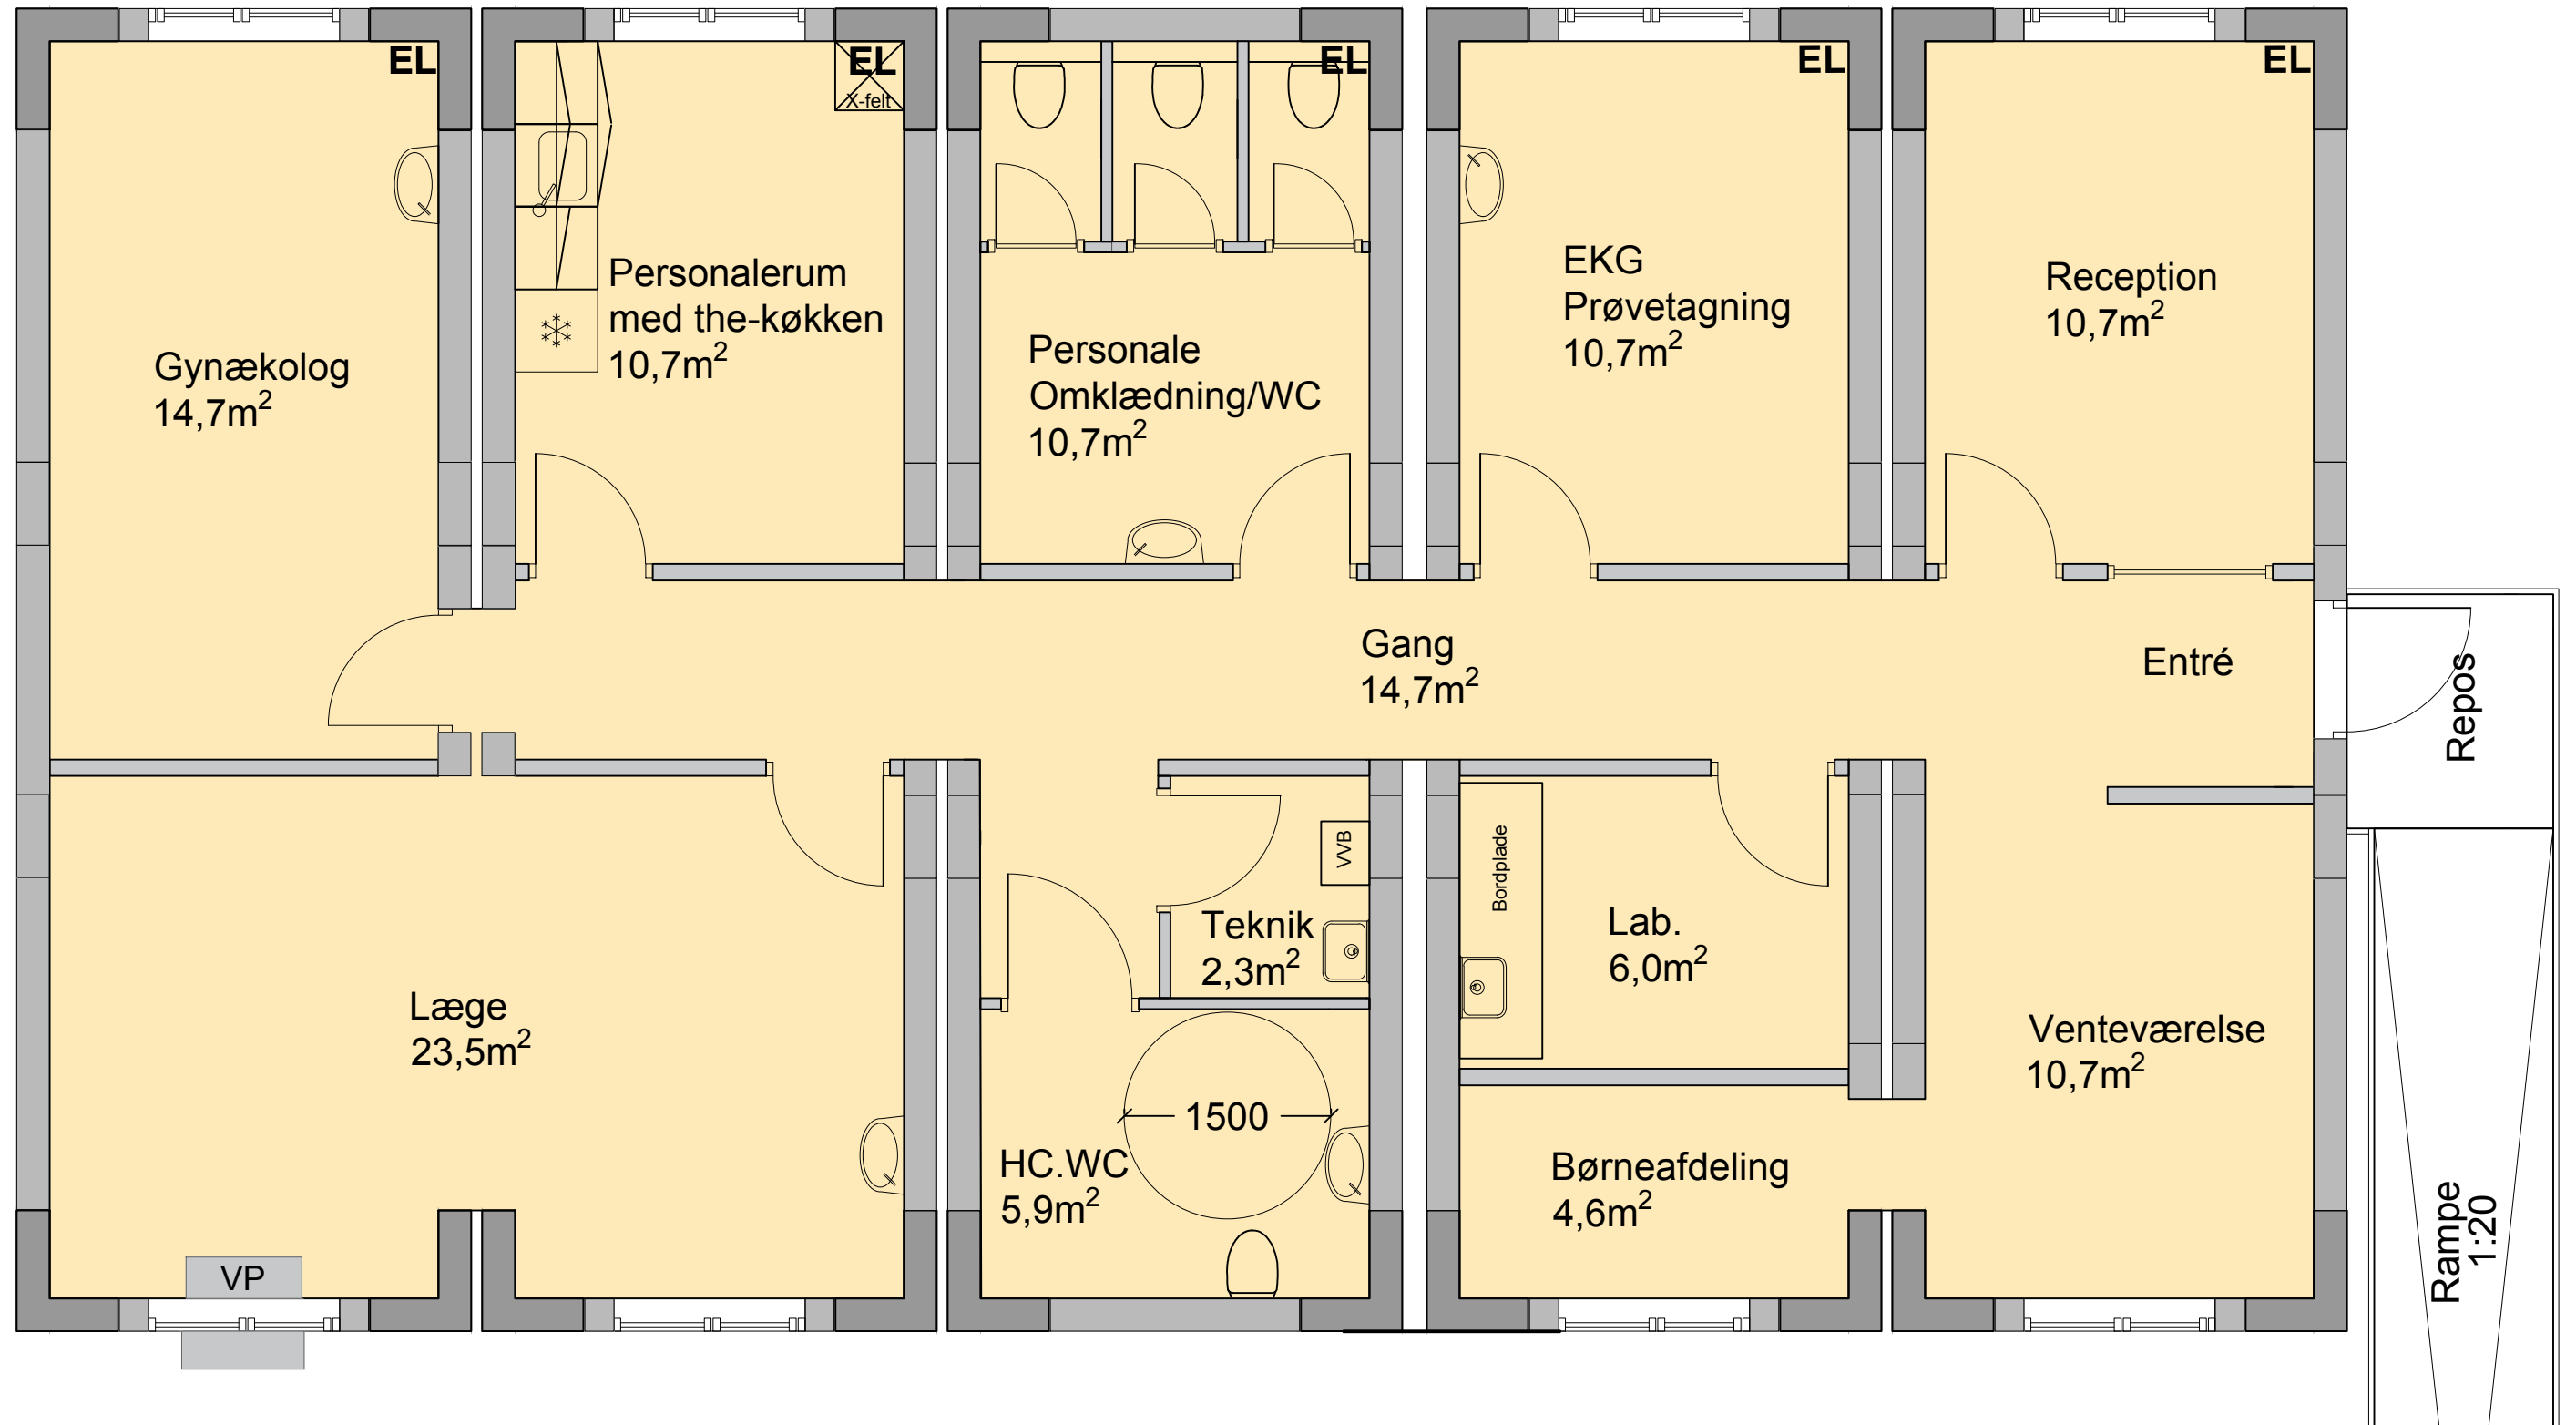 EL
EL
X-felt
EL
EL
EL
Gynækolog
14,7m²
Personalerum
med the-køkken
10,7m²
Personale
Omklædning/WC
10,7m²
EKG
Prøvetagning
10,7m²
Reception
10,7m²
Gang
14,7m²
Entré
Repos
Læge
23,5m²
VP
Teknik
2,3m²
VVB
HC.WC
5,9m²
1500
Bordplade
Lab.
6,0m²
Børneafdeling
4,6m²
Venteværelse
10,7m²
Rampe
1:20